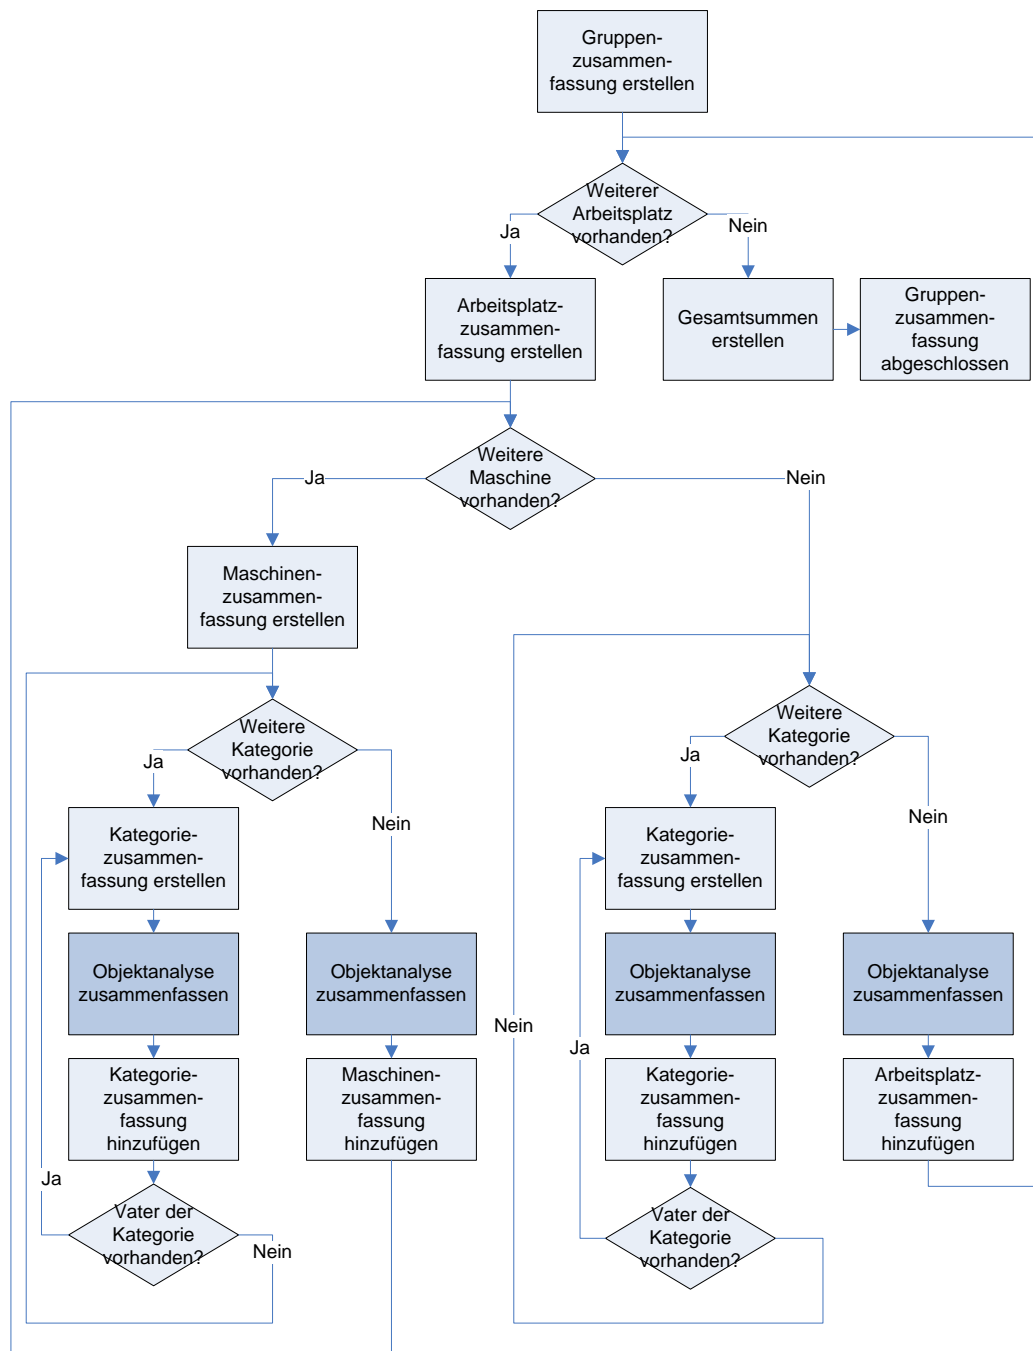 Gruppen-
zusammen-
fassung erstellen
Weiterer
Arbeitsplatz
vorhanden?
Ja
Nein
Arbeitsplatz-
zusammen-
fassung erstellen
Gesamtsummen
erstellen
Gruppen-
zusammen-
fassung
abgeschlossen
Weitere
Maschine
vorhanden?
Ja
Nein
Maschinen-
zusammen-
fassung erstellen
Weitere
Kategorie
vorhanden?
Ja
Nein
Weitere
Kategorie
vorhanden?
Ja
Nein
Kategorie-
zusammen-
fassung erstellen
Kategorie-
zusammen-
fassung erstellen
Objektanalyse
zusammenfassen
Objektanalyse
zusammenfassen
Objektanalyse
zusammenfassen
Objektanalyse
zusammenfassen
Nein
Ja
Kategorie-
zusammen-
fassung
hinzufügen
Maschinen-
zusammen-
fassung
hinzufügen
Kategorie-
zusammen-
fassung
hinzufügen
Arbeitsplatz-
zusammen-
fassung
hinzufügen
Ja
Vater der
Kategorie
vorhanden?
Nein
Vater der
Kategorie
vorhanden?